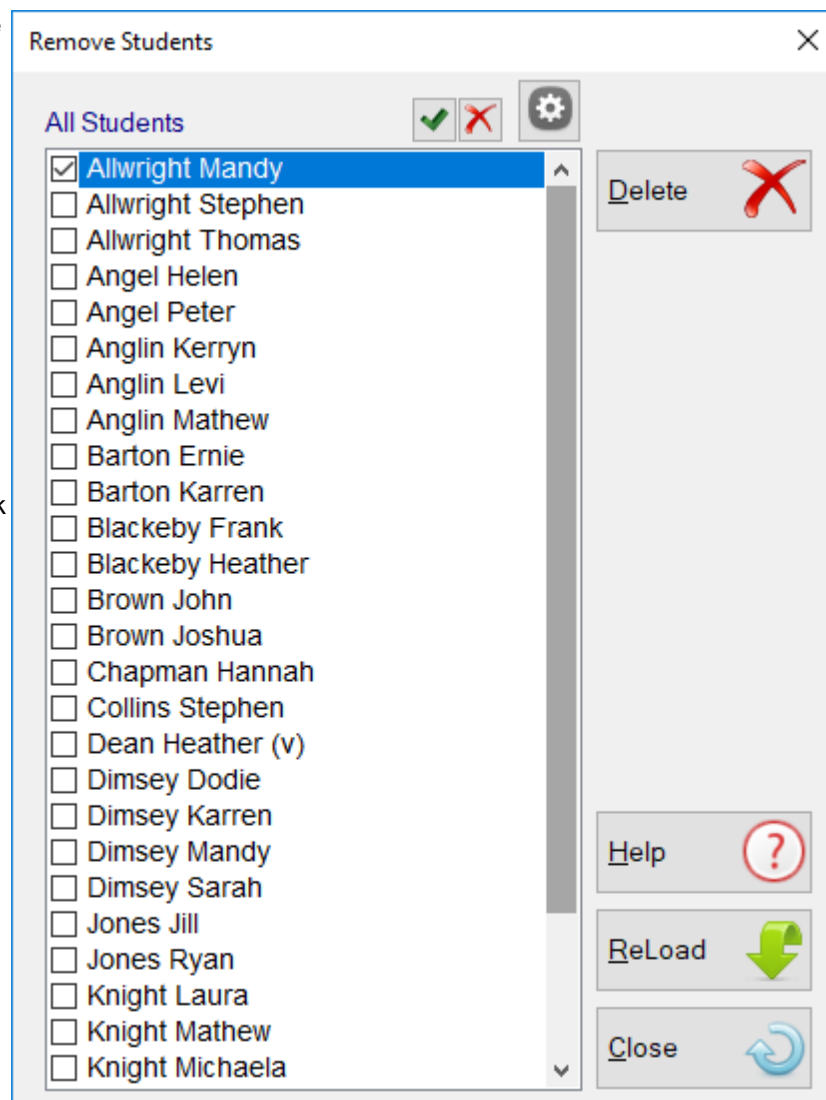 Remove Students
All Students
Allwright Mandy
Allwright Stephen
Allwright Thomas
Angel Helen
Angel Peter
Anglin Kerryn
Anglin Levi
Anglin Mathew
Barton Ernie
Barton Karren
Blackeby Frank
Blackeby Heather
Brown John
Brown Joshua
Chapman Hannah
Collins Stephen
Dean Heather (v)
Dimsey Dodie
Dimsey Karren
Dimsey Mandy
Dimsey Sarah
Jones Jill
Jones Ryan
Knight Laura
Knight Mathew
Knight Michaela
Delete
Help
?
ReLoad
Close